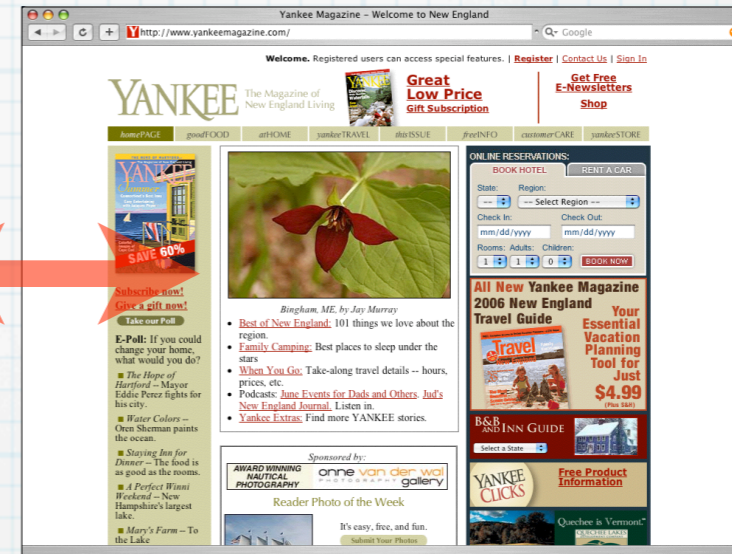 Yankee Magazine – Welcome to New England
http://www.yankeemagazine.com/
Google
Welcome. Registered users can access special features. | Register | Contact Us | Sign In
YANKEE
The Magazine of
New England Living
Great
Low Price
Gift Subscription
Get Free
E-Newsletters
Shop
homePAGE goodFOOD atHOME yankeeTRAVEL thisISSUE freeINFO customerCARE yankeeSTORE
YANKEE
Summer
SAVE 60%
Subscribe now!
Give a gift now!
Take our Poll
E-Poll: If you could
change your home,
what would you do?
The Hope of
Hartford -- Mayor
Eddie Perez fights for
his city.
Water Colors --
Oren Sherman paints
the ocean.
Staying Inn for
Dinner -- The food is
as good as the rooms.
A Perfect Winni
Weekend -- New
Hampshire's largest
lake.
Mary's Farm -- To
the Lake
Bingham, ME, by Jay Murray
Best of New England: 101 things we love about the
region.
Family Camping: Best places to sleep under the
stars
When You Go: Take-along travel details -- hours,
prices, etc.
Podcasts: June Events for Dads and Others. Jud's
New England Journal. Listen in.
Yankee Extras: Find more YANKEE stories.
Sponsored by:
AWARD WINNING
NAUTICAL
PHOTOGRAPHY
onne van der wal
PHOTOGRAPHY gallery
Reader Photo of the Week
It's easy, free, and fun.
Submit Your Photos
ONLINE RESERVATIONS:
BOOK HOTEL RENT A CAR
State: Region:
-- -- Select Region --
Check In: Check Out:
mm/dd/yyyy mm/dd/yyyy
Rooms: Adults: Children:
1 1 0 BOOK NOW
All New Yankee Magazine
2006 New England
Travel Guide
Your
Essential
Vacation
Planning
Tool for
Just
$4.99
(Plus S&H)
Travel
B&B AND INN GUIDE
Select a State
YANKEE
CLICKS
Free Product
Information
Quechee is Vermont.
QUECHEE LAKES